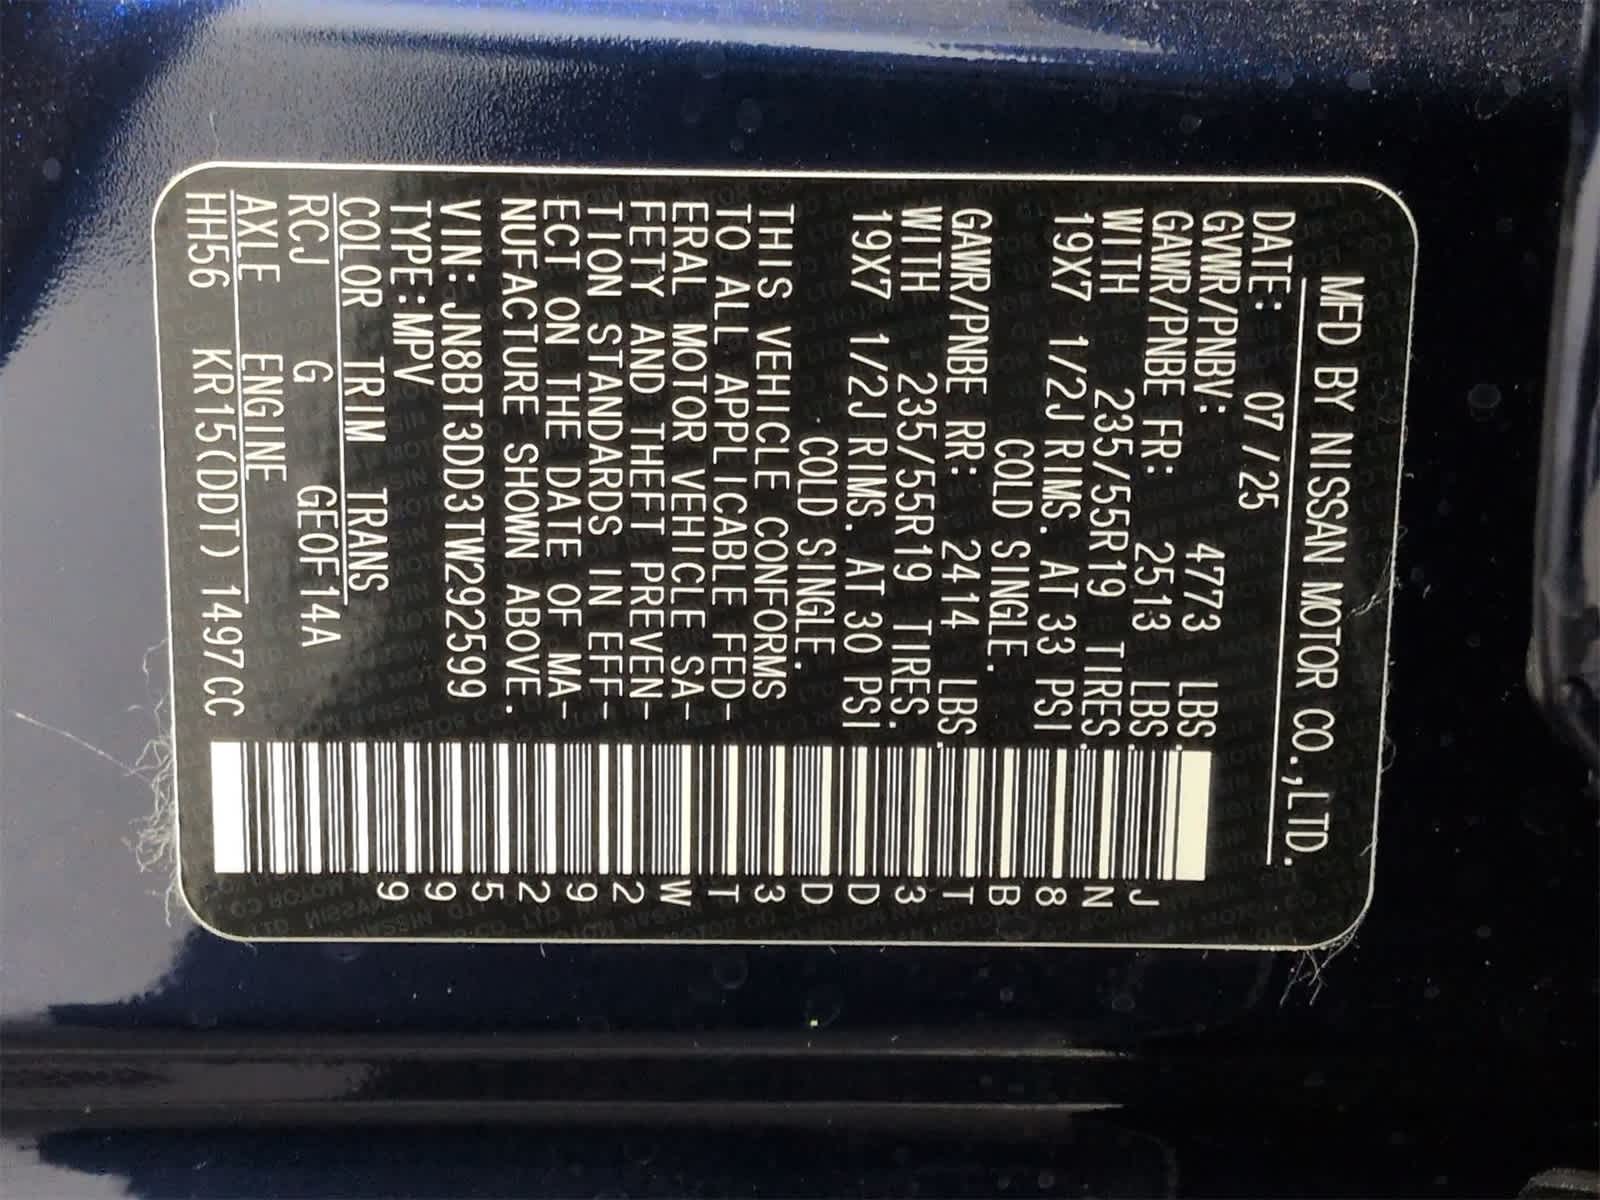 MFD BY NISSAN MOTOR CO.,LTD.
DATE: 07/25
GVWR/PNBV: 4773 LBS.
GAWR/PNBE FR: 2513 LBS.
WITH 235/55R19 TIRES.
19X7 1/2J RIMS. AT 33 PSI
COLD SINGLE.
GAWR/PNBE RR: 2414 LBS.
WITH 235/55R19 TIRES.
19X7 1/2J RIMS. AT 30 PSI
COLD SINGLE.
THIS VEHICLE CONFORMS
TO ALL APPLICABLE FED-
ERAL MOTOR VEHICLE SA-
FETY AND THEFT PREVEN-
TION STANDARDS IN EFF-
ECT ON THE DATE OF MA-
NUFACTURE SHOWN ABOVE.
VIN: JN8BT3DD3TW292599
TYPE:MPV
COLOR TRIM TRANS
RCJ G GE0F14A
AXLE ENGINE
HH56 KR15(DDT) 1497CC
JN8BT3DD3TW292599